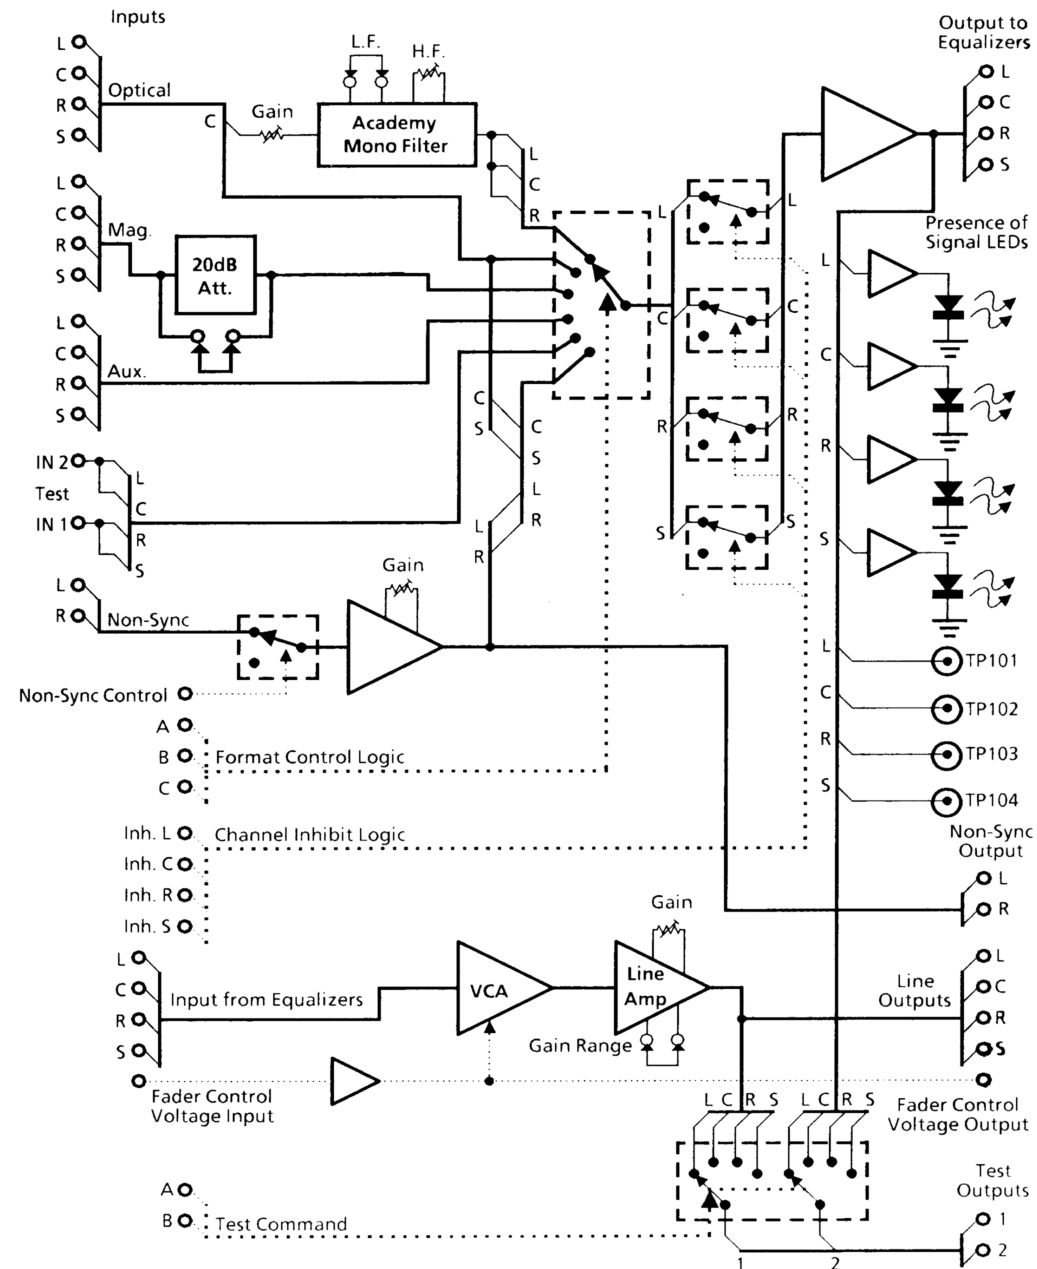 Inputs
L
C
R
S
Optical
C
Gain
L.F.
H.F.
Academy
Mono Filter
L
C
R
Output to
Equalizers
L
C
R
S
L
C
R
S
Mag.
20dB
Att.
L
C
R
S
Aux.
IN 2
Test
IN 1
L
C
R
S
C
S
C
S
L
R
L
R
L
C
R
S
L
C
R
S
Presence of
Signal LEDs
L
C
R
S
L
R
Non-Sync
Gain
Non-Sync Control
A
B
C
Format Control Logic
Inh. L
Inh. C
Inh. R
Inh. S
Channel Inhibit Logic
L
C
R
S
TP101
TP102
TP103
TP104
Non-Sync
Output
L
R
L
C
R
S
Input from Equalizers
VCA
Gain
Line
Amp
Gain Range
Line
Outputs
L
C
R
S
Fader Control
Voltage Input
L C R S
L C R S
Fader Control
Voltage Output
A
B
Test Command
1
2
Test
Outputs
1
2